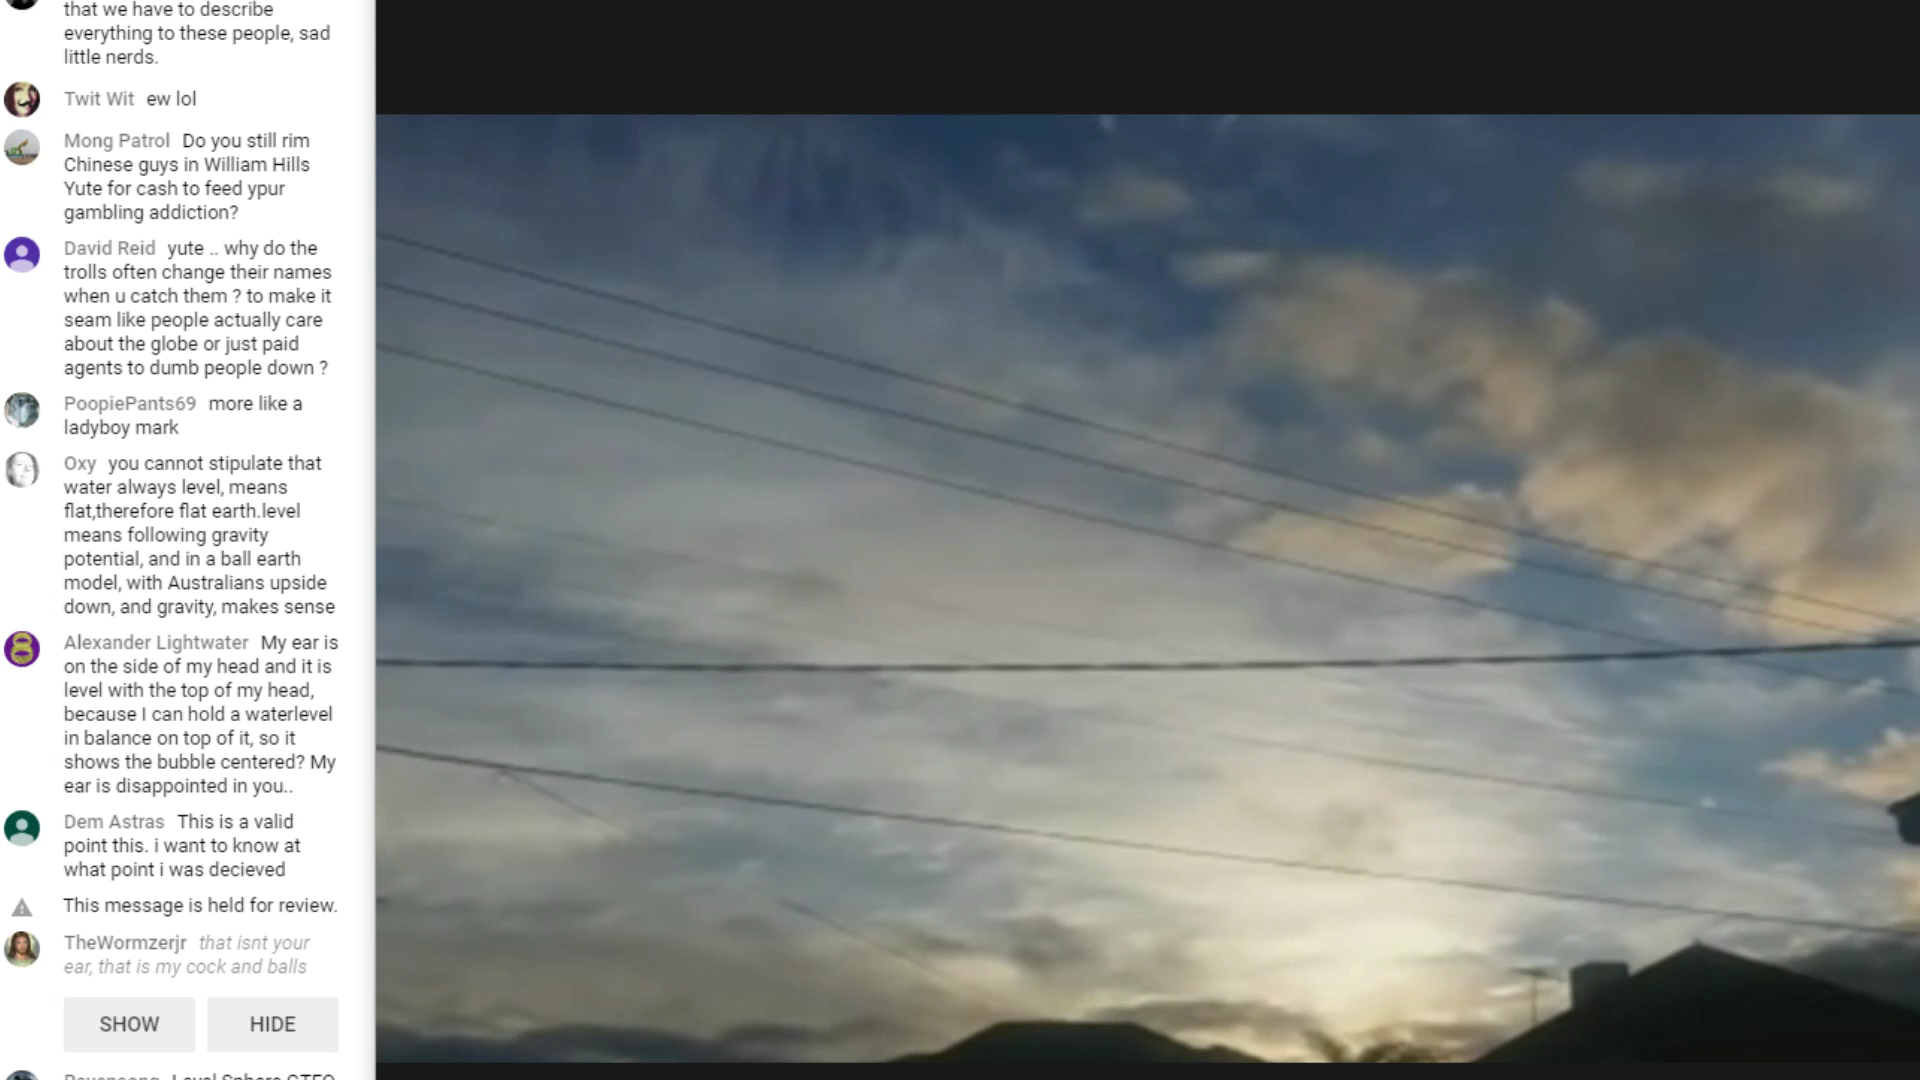 that we have to describe
everything to these people, sad
little nerds.
Twit Wit ew lol
Mong Patrol Do you still rim
Chinese guys in William Hills
Yute for cash to feed ypur
gambling addiction?
David Reid yute .. why do the
trolls often change their names
when u catch them ? to make it
seam like people actually care
about the globe or just paid
agents to dumb people down ?
PoopiePants69 more like a
ladyboy mark
Oxy you cannot stipulate that
water always level, means
flat,therefore flat earth.level
means following gravity
potential, and in a ball earth
model, with Australians upside
down, and gravity, makes sense
Alexander Lightwater My ear is
on the side of my head and it is
level with the top of my head,
because I can hold a waterlevel
in balance on top of it, so it
shows the bubble centered? My
ear is disappointed in you..
Dem Astras This is a valid
point this. i want to know at
what point i was decieved
This message is held for review.
TheWormzerjr that isnt your
ear, that is my cock and balls
SHOW HIDE
Level Sphere